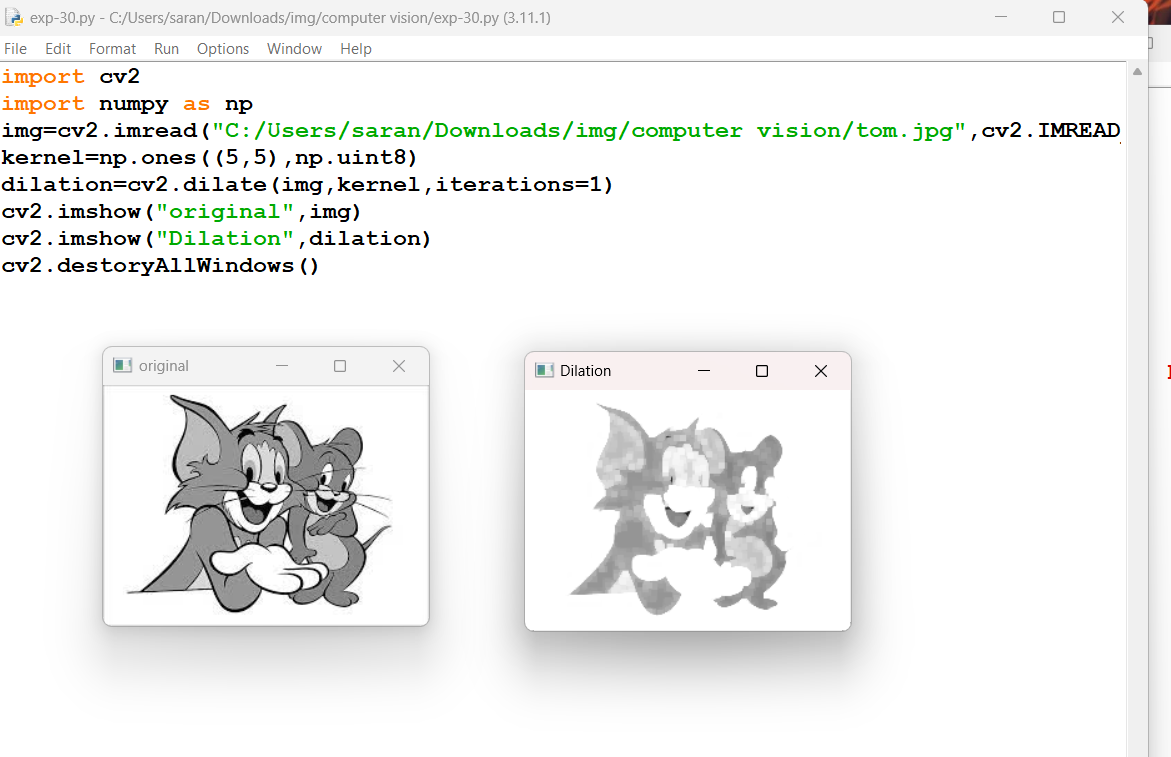 exp-30.py - C:/Users/saran/Downloads/img/computer vision/exp-30.py (3.11.1)
File Edit Format Run Options Window Help
import cv2
import numpy as np
img=cv2.imread("C:/Users/saran/Downloads/img/computer vision/tom.jpg",cv2.IMREAD_
kernel=np.ones((5,5),np.uint8)
dilation=cv2.dilate(img,kernel,iterations=1)
cv2.imshow("original",img)
cv2.imshow("Dilation",dilation)
cv2.destoryAllWindows()
original
Dilation